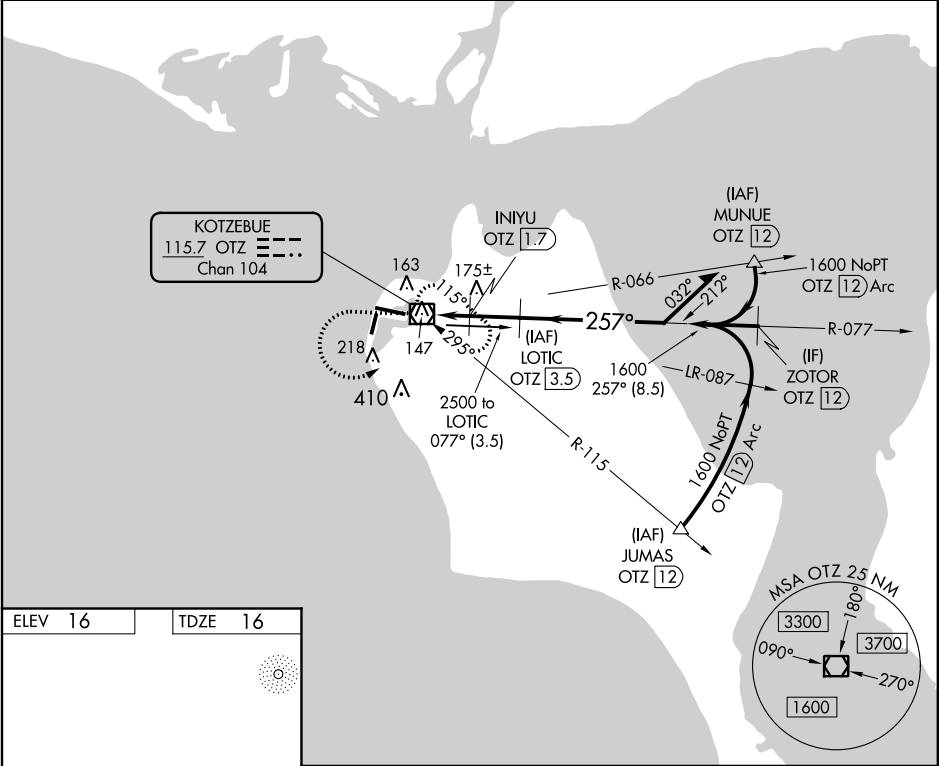 KOTZEBUE
115.7 OTZ
Chan 104
INIYU
OTZ 1.7
(IAF)
MUNUE
OTZ 12
1600 NoPT
OTZ 12 Arc
163
175±
115°
R-066
032°
212°
257°
R-077
147
295°
218
410
(IAF)
LOTIC
OTZ 3.5
1600
257° (8.5)
LR-087
(IF)
ZOTOR
OTZ 12
2500 to
LOTIC
077° (3.5)
R-115
1600 NoPT
OTZ 12 Arc
(IAF)
JUMAS
OTZ 12
MSA OTZ 25 NM
180°
3300
3700
090°
270°
1600
ELEV 16
TDZE 16